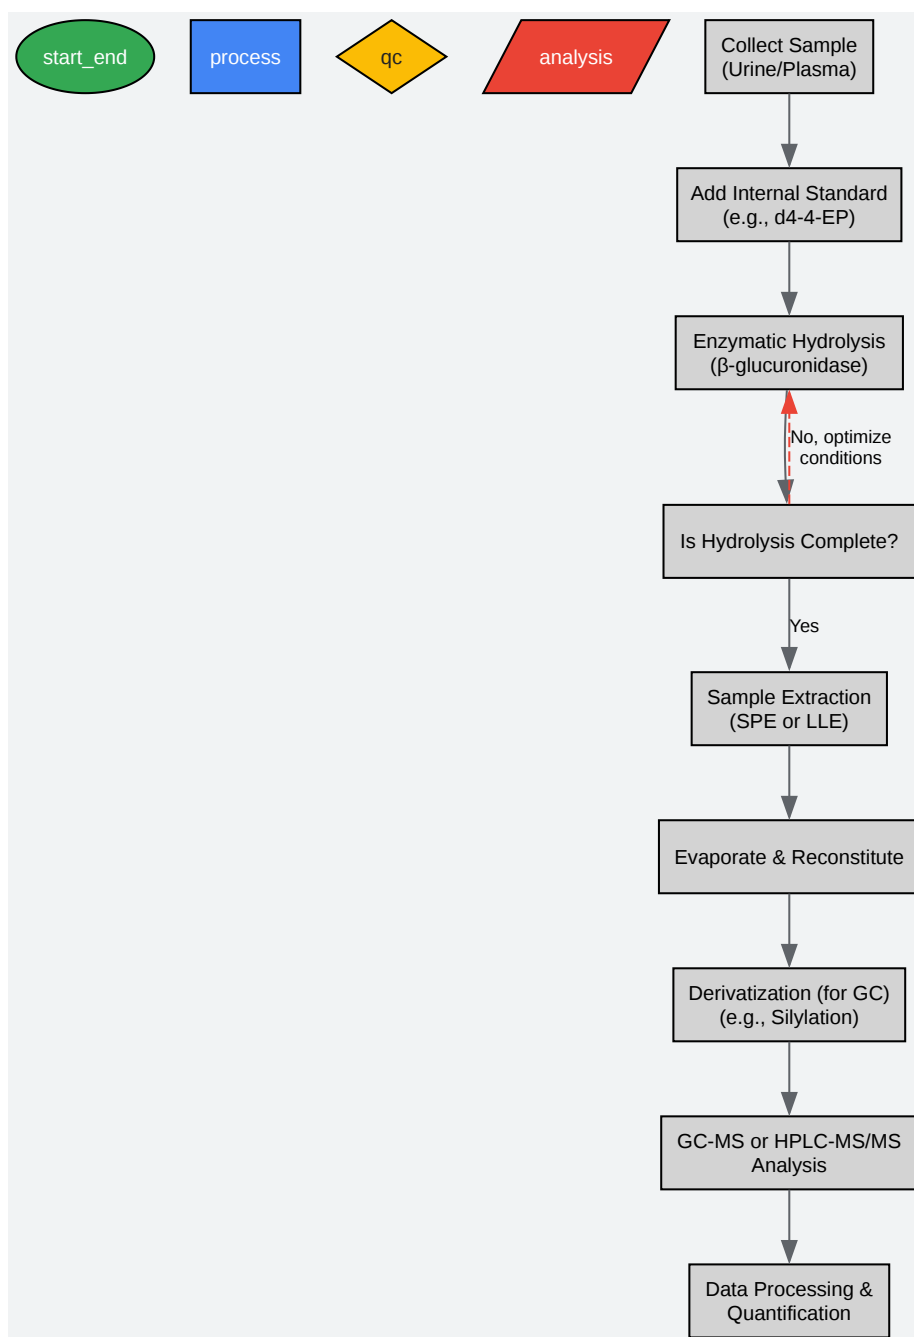 start_end
process
qc
analysis
Collect Sample
(Urine/Plasma)
Add Internal Standard
(e.g., d4-4-EP)
Enzymatic Hydrolysis
(β-glucuronidase)
No, optimize
conditions
Is Hydrolysis Complete?
Yes
Sample Extraction
(SPE or LLE)
Evaporate & Reconstitute
Derivatization (for GC)
(e.g., Silylation)
GC-MS or HPLC-MS/MS
Analysis
Data Processing &
Quantification